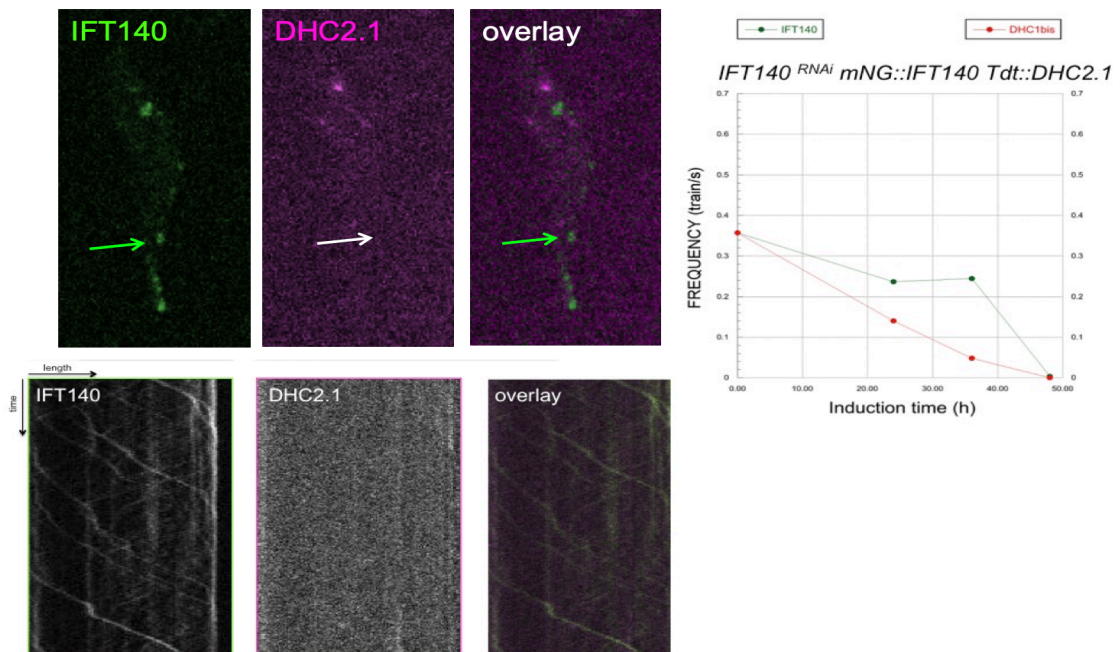 IFT140
DHC2.1
overlay
IFT140
DHC1bis
IFT140 RNAi mNG::IFT140 Tdt::DHC2.1
FREQUENCY (train/s)
0.7
0.6
0.5
0.4
0.3
0.2
0.1
0
0.7
0.6
0.5
0.4
0.3
0.2
0.1
0
0.00
10.00
20.00
30.00
40.00
50.00
Induction time (h)
length
time
IFT140
DHC2.1
overlay